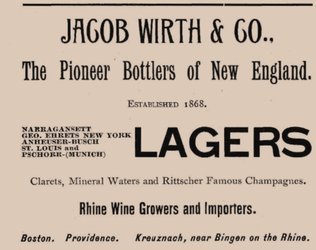 JACOB WIRTH & CO.,
The Pioneer Bottlers of New England.
ESTABLISHED 1868.
NARRAGANSETT
GEO. EHRETS NEW YORK
ANHEUSER-BUSCH
ST. LOUIS and
PSCHORR-(MUNICH)
LAGERS
Clarets, Mineral Waters and Rittscher Famous Champagnes.
Rhine Wine Growers and Importers.
Boston. Providence. Kreuznach, near Bingen on the Rhine.